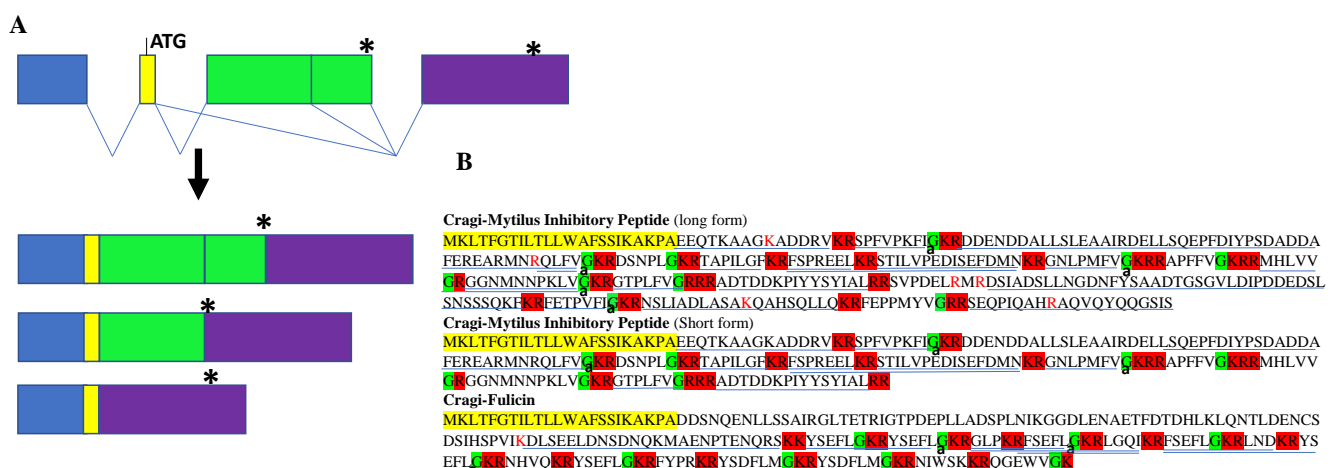 A
ATG
*
*
*
*
*
B
Cragi-Mytilus Inhibitory Peptide (long form)
MKLTFGTILTLLWAFSSIKAKPAEEQTKAAGKADDRVKRSPFVPKFIGKRDDENDDALLSLEAAIRDELLSQEPFDIYPSDADDA
a
FEREARMNRQLFVGKRDSNPLGKRTAPILGFKRFSPREELKRSTILVPEDISEFDMNKRGNLPMFVGKRRAPFFVGKRRMHLVV
a
a
GRGGNMNNPKLVGKRGTPLFVGRRRADTDDKPIYYSYIALRRSVPDELRMRDSIADSLLNGDNFYSAADTGSGVLDIPDDEDSL
a
SNSSSQKFKRFETPVFIGKRNSLIADLASAKQAHSQLLQKRFEPPMYVGRRSEQPIQAHRAQVQYQQGSIS
a
Cragi-Mytilus Inhibitory Peptide (Short form)
MKLTFGTILTLLWAFSSIKAKPAEEQTKAAGKADDRVKRSPFVPKFIGKRDDENDDALLSLEAAIRDELLSQEPFDIYPSDADDA
a
FEREARMNRQLFVGKRDSNPLGKRTAPILGFKRFSPREELKRSTILVPEDISEFDMNKRGNLPMFVGKRRAPFFVGKRRMHLVV
a
a
GRGGNMNNPKLVGKRGTPLFVGRRRADTDDKPIYYSYIALRR
Cragi-Fulicin
MKLTFGTILTLLWAFSSIKAKPADDSNQENLLSSAIRGLTETRIGTPDEPLLADSPLNIKGGDLENAETFDTDHLKLQNTLDENCS
DSIHSPVIKDLSEELDNSDNQKMAENPTENQRSKKYSEFLGKRYSEFLGKRGLPKRFSEFLGKRLGQIKRFSEFLGKRLNDKRYS
a
a
EFLGKRNHVQKRYSEFLGKRFYPRKRYSDFLMGKRYSDFLMGKRNIWSKKRQGEWVGK